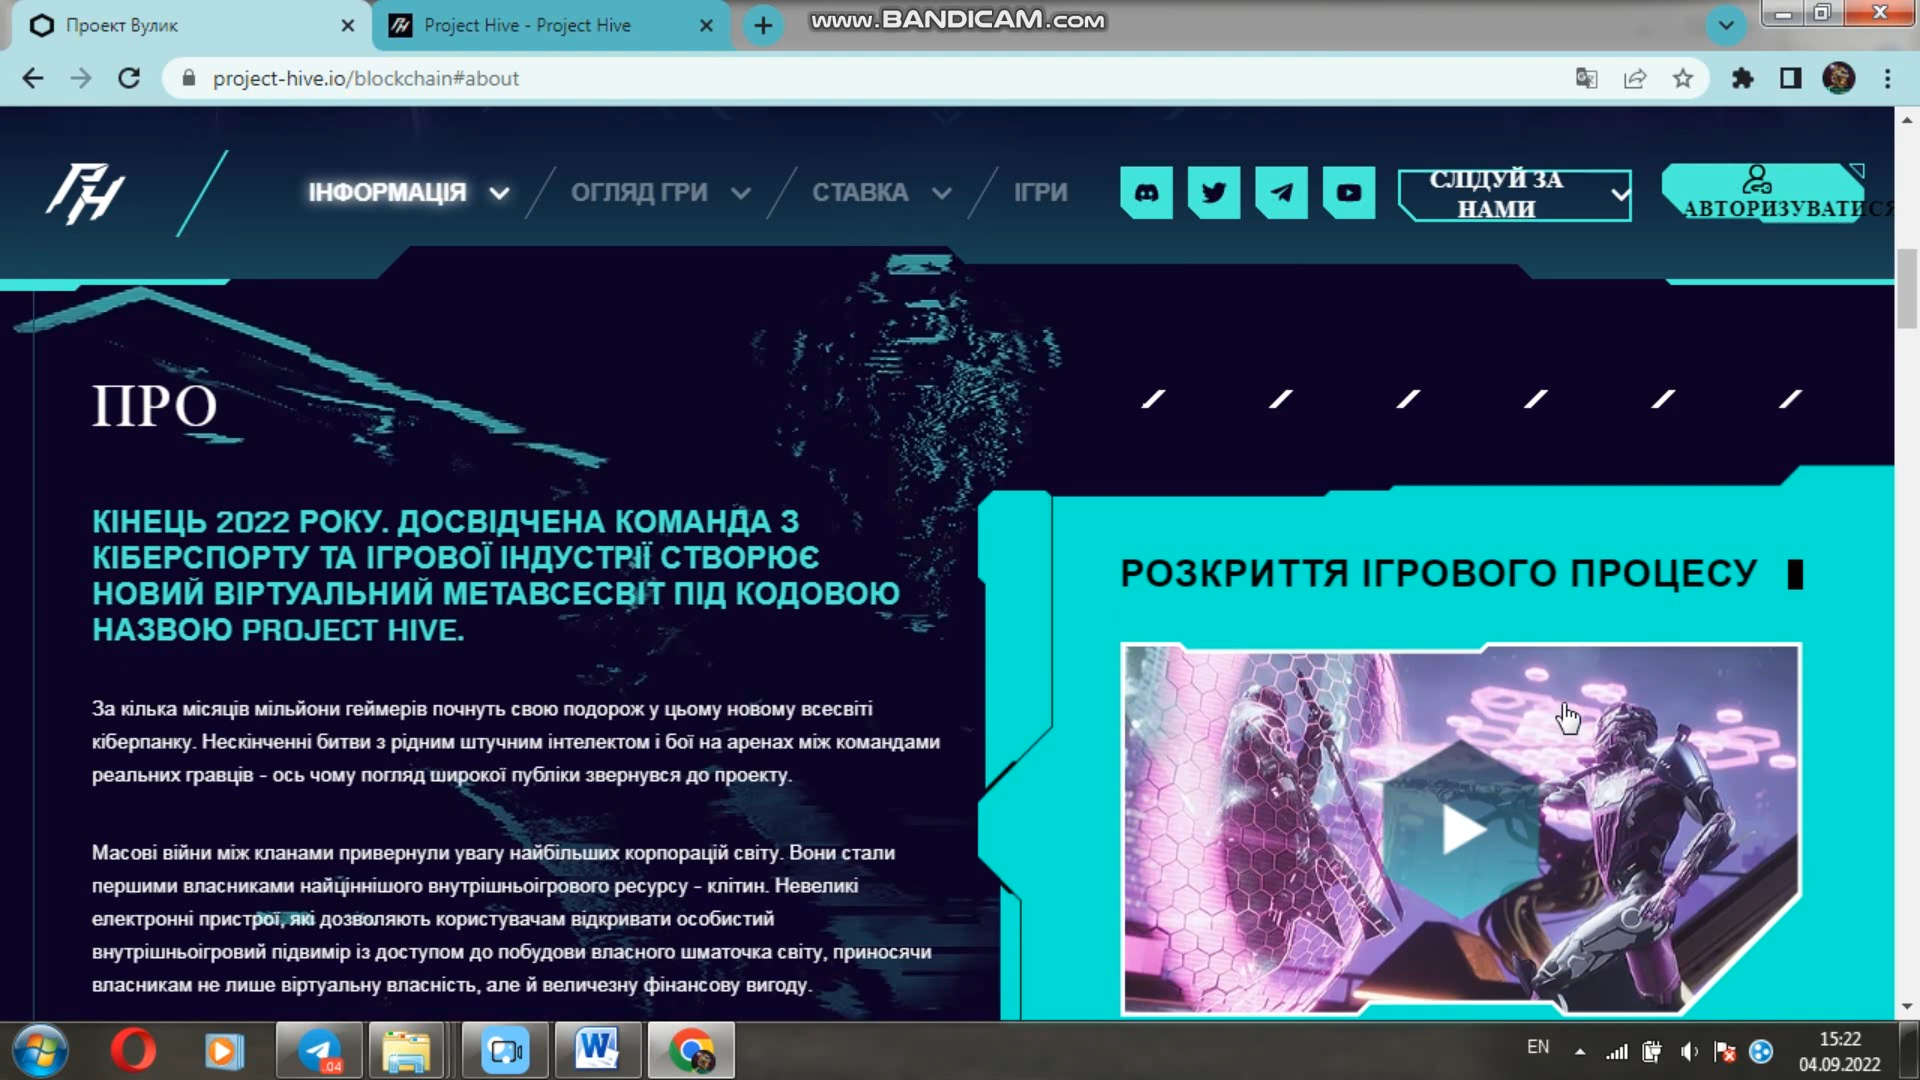 Проект Вулик
Project Hive - Project Hive
www.BANDICAM.com
project-hive.io/blockchain#about
ІНФОРМАЦІЯ
ОГЛЯД ГРИ
СТАВКА
ІГРИ
СЛІДУЙ ЗА
НАМИ
АВТОРИЗУВАТИСЯ
ПРО
КІНЕЦЬ 2022 РОКУ. ДОСВІДЧЕНА КОМАНДА З
КІБЕРСПОРТУ ТА ІГРОВОЇ ІНДУСТРІЇ СТВОРЮЄ
НОВИЙ ВІРТУАЛЬНИЙ МЕТАВСЕСВІТ ПІД КОДОВОЮ
НАЗВОЮ PROJECT HIVE.
За кілька місяців мільйони геймерів почнуть свою подорож у цьому новому всесвіті
кіберпанку. Нескінченні битви з рідним штучним інтелектом і бої на аренах між командами
реальних гравців - ось чому погляд широкої публіки звернувся до проекту.
Масові війни між кланами привернули увагу найбільших корпорацій світу. Вони стали
першими власниками найціннішого внутрішньоігрового ресурсу - клітин. Невеликі
електронні пристрої, які дозволяють користувачам відкривати особистий
внутрішньоігровий підвимір із доступом до побудови власного шматочка світу, приносячи
власникам не лише віртуальну власність, але й величезну фінансову вигоду.
РОЗКРИТТЯ ІГРОВОГО ПРОЦЕСУ
.04
EN
15:22
04.09.2022